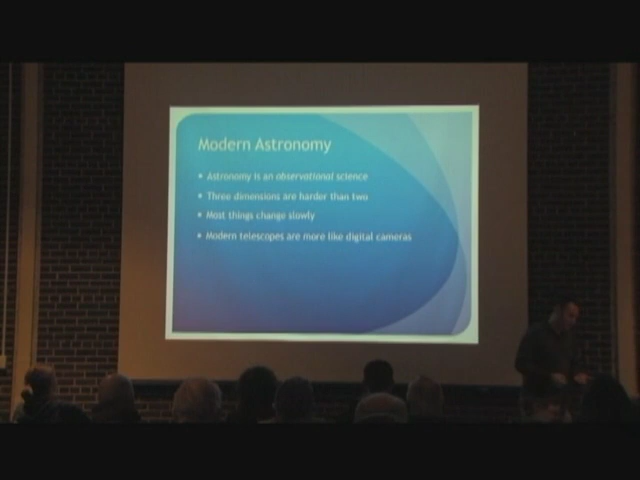 Modern Astronomy
• Astronomy is an observational science
• Three dimensions are harder than two
• Most things change slowly
• Modern telescopes are more like digital cameras